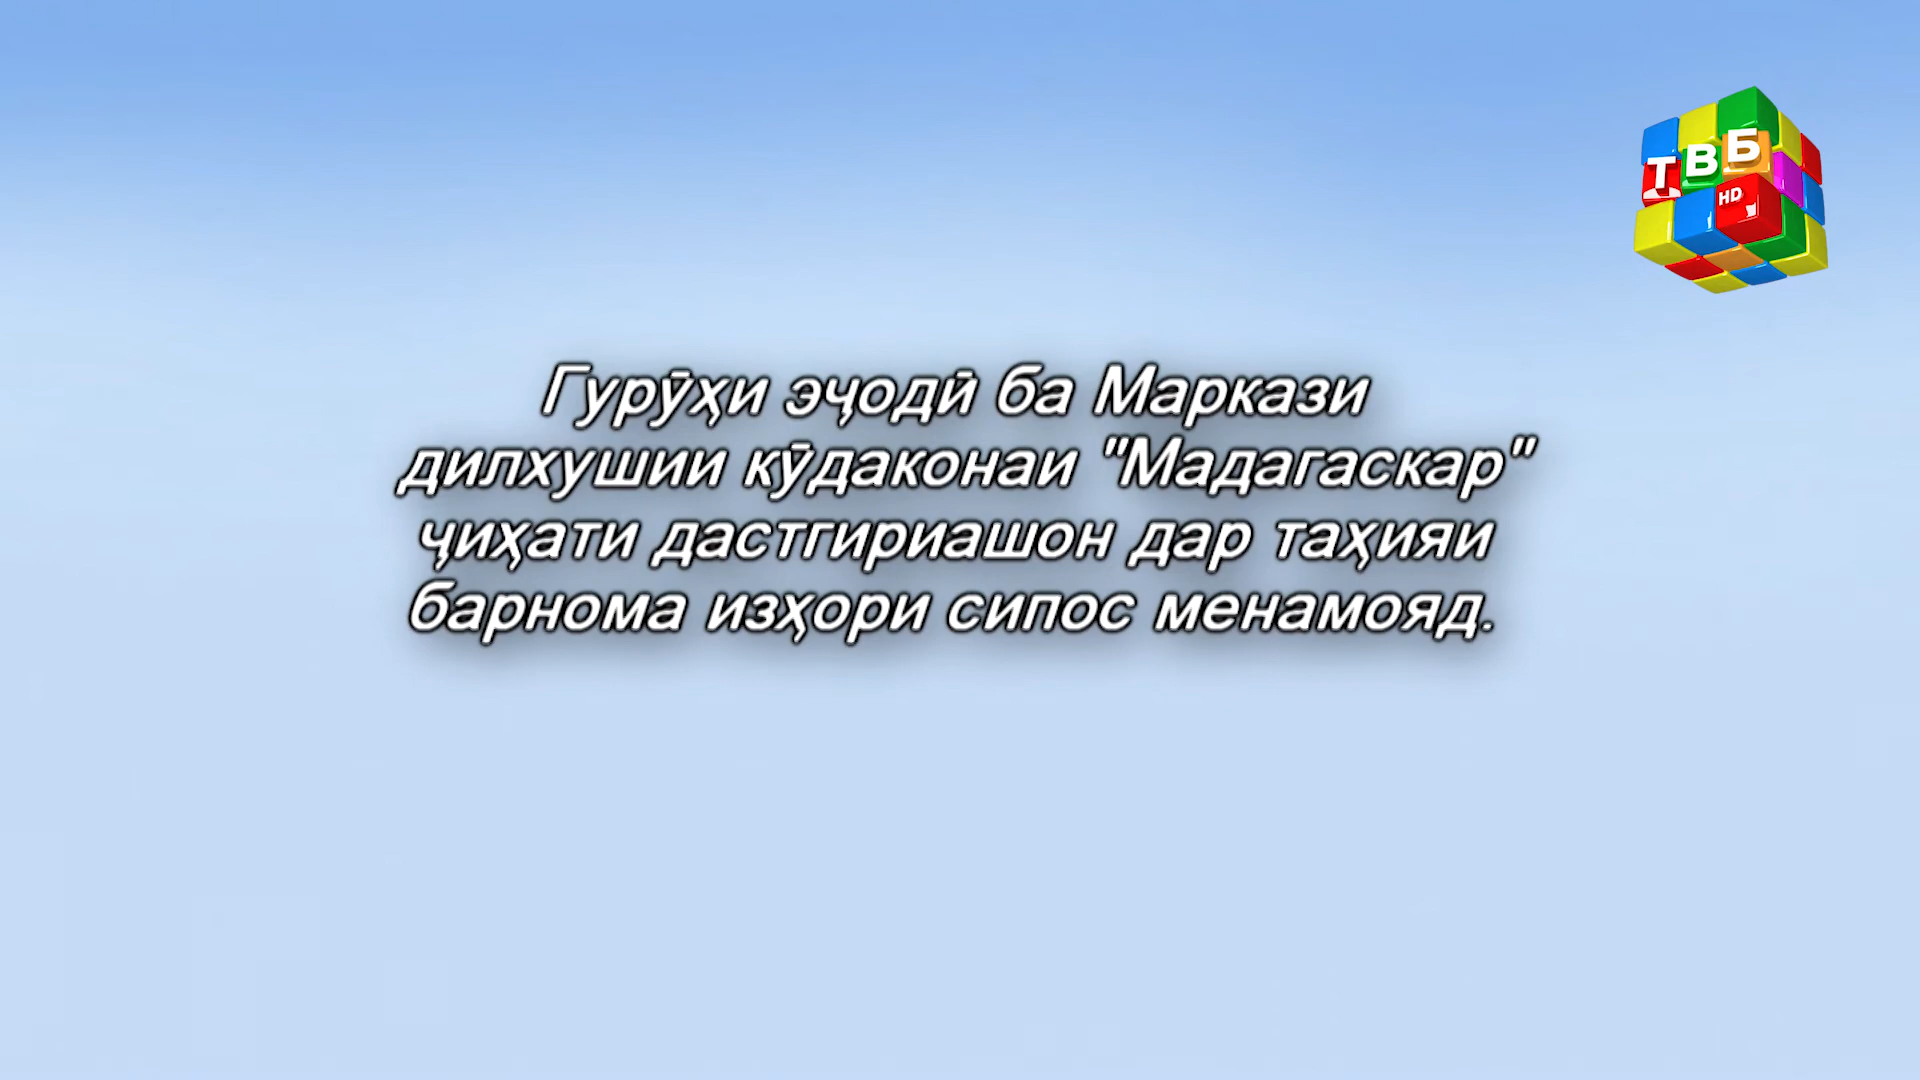 ТВБ
HD
Гурӯҳи эҷодӣ ба Маркази
дилхушии кӯдаконаи "Мадагаскар"
ҷиҳати дастгириашон дар таҳияи
барнома изҳори сипос менамояд.